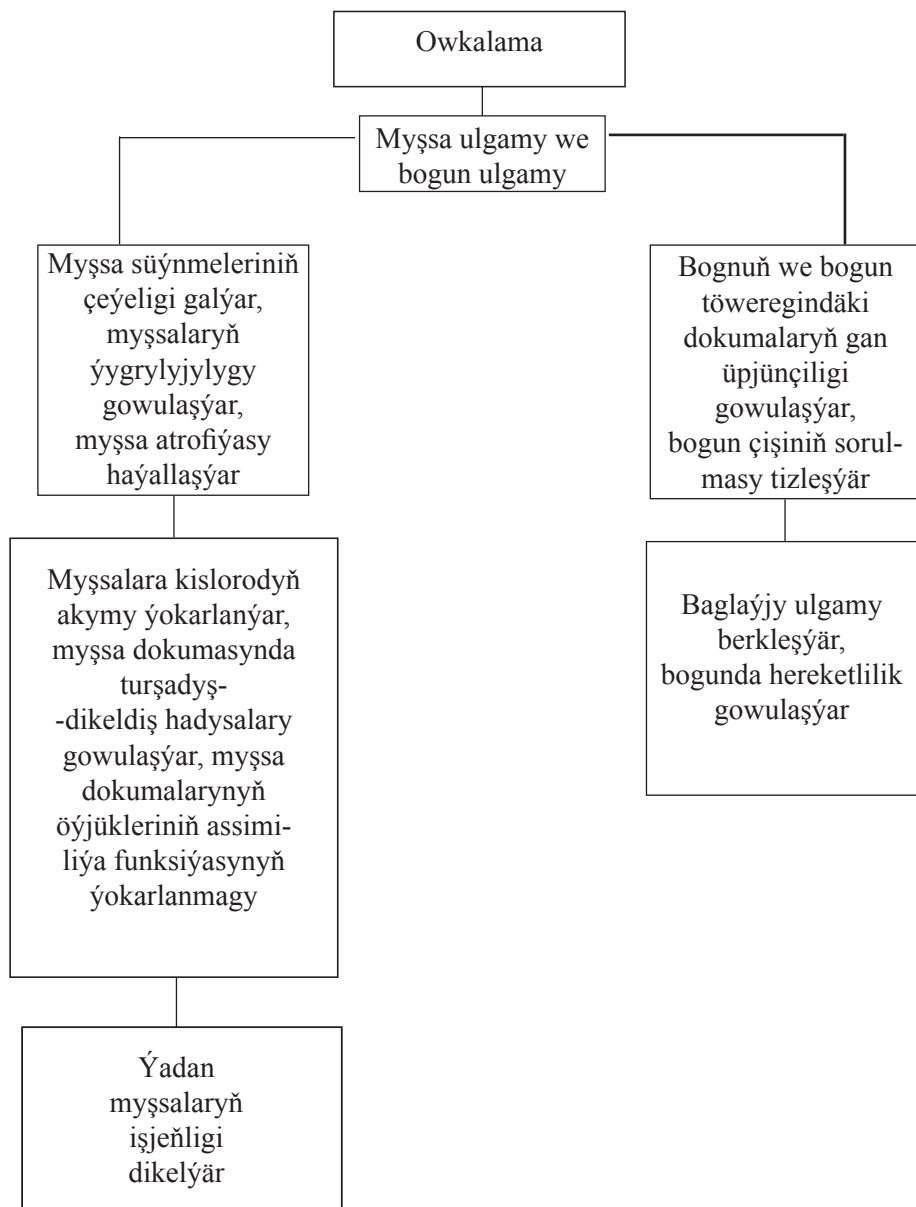 Owkalama
Myşsa ulgamy we
bogun ulgamy
Myşsa süýnmeleriniň
çeýeligi galýar,
myşsalaryň
ýygrylyjylygy
gowulaşýar,
myşsa atrofiýasy
haýallaşýar
Bognuň we bogun
töweregindäki
dokumalaryň gan
üpjünçiligi
gowulaşýar,
bogun çişiniň sorul-
masy tizleşýär
Myşsalara kislorodyň
akymy ýokarlanýar,
myşsa dokumasynda
turşadyş-
-dikeldiş hadysalary
gowulaşýar, myşsa
dokumalarynyň
öýjükleriniň assimi-
liýa funksiýasynyň
ýokarlanmagy
Baglaýjy ulgamy
berkleşýär,
bogunda hereketlilik
gowulaşýar
Ýadan
myşsalaryň
işjeňligi
dikelýär